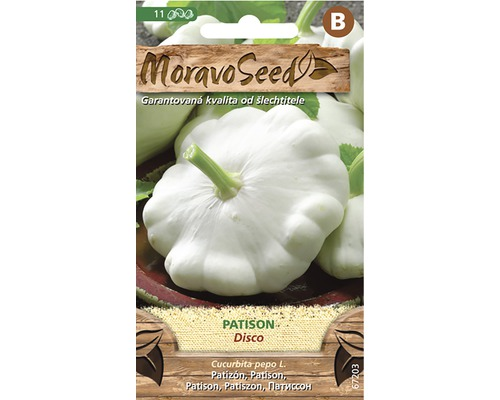 11
B
MoravoSeed
Garantovaná kvalita od šlechtitele
PATISON
Disco
Cucurbita pepo L.
Patizón, Patison,
Patison, Patiszon, Патиссон
67203